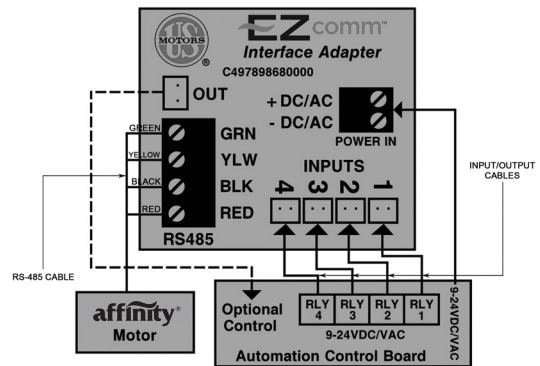 US
MOTORS
®
EZ comm™
Interface Adapter
C497898680000
OUT
+ DC/AC
- DC/AC
POWER IN
GREEN
GRN
YELLOW
YLW
BLACK
BLK
RED
RED
RS485
INPUTS
4 3 2 1
INPUT/OUTPUT
CABLES
RS-485 CABLE
affinity®
Motor
Optional
Control
RLY
4
RLY
3
RLY
2
RLY
1
9-24VDC/VAC
9-24VDC/VAC
Automation Control Board